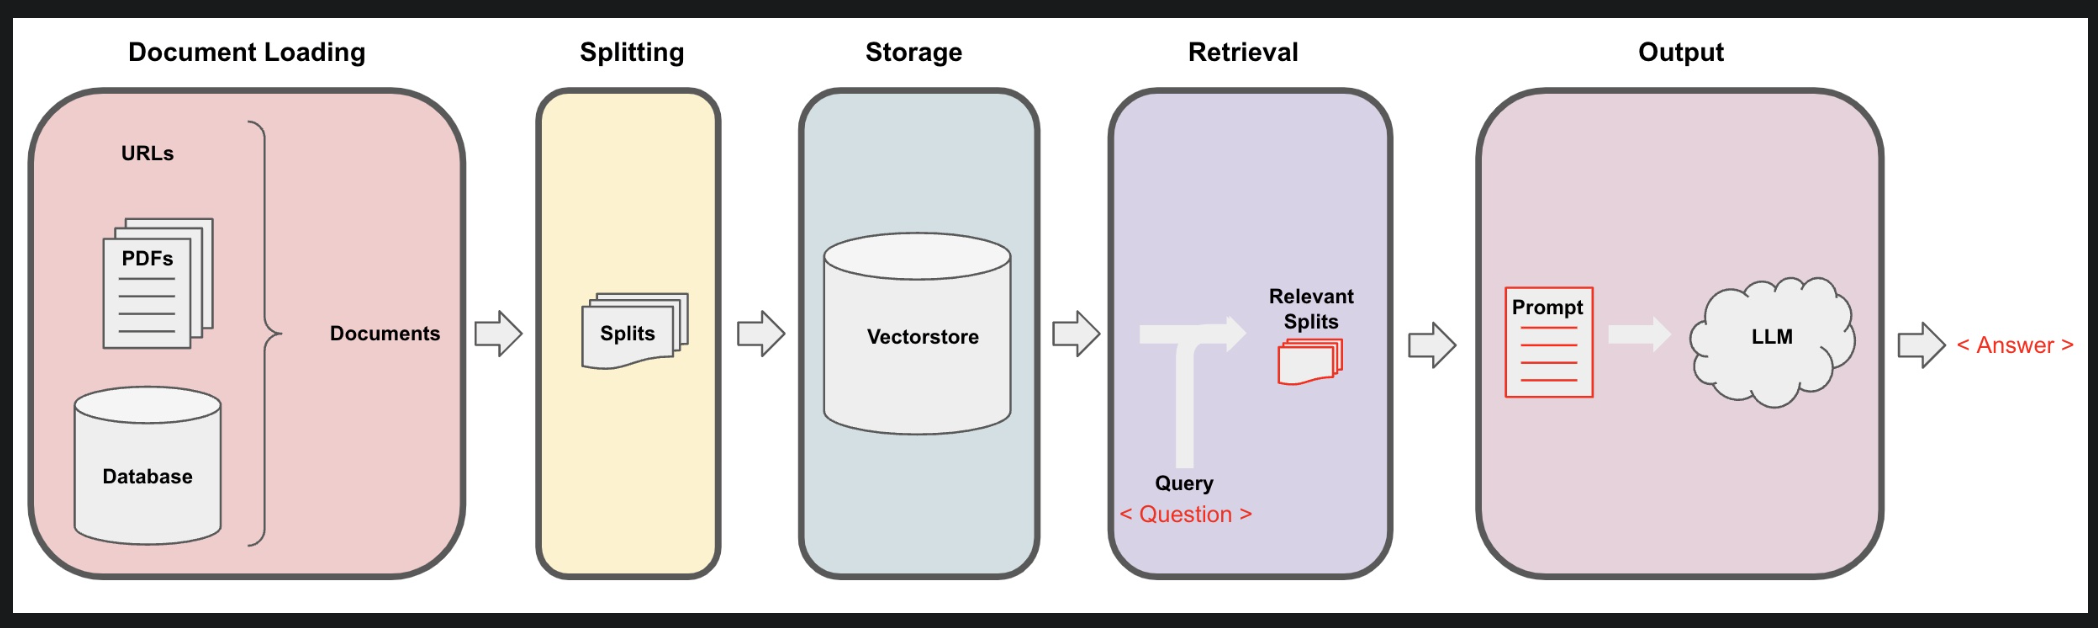 Document Loading
Splitting
Storage
Retrieval
Output
URLs
PDFs
Documents
Database
Splits
Vectorstore
Relevant
Splits
Query
< Question >
Prompt
LLM
< Answer >